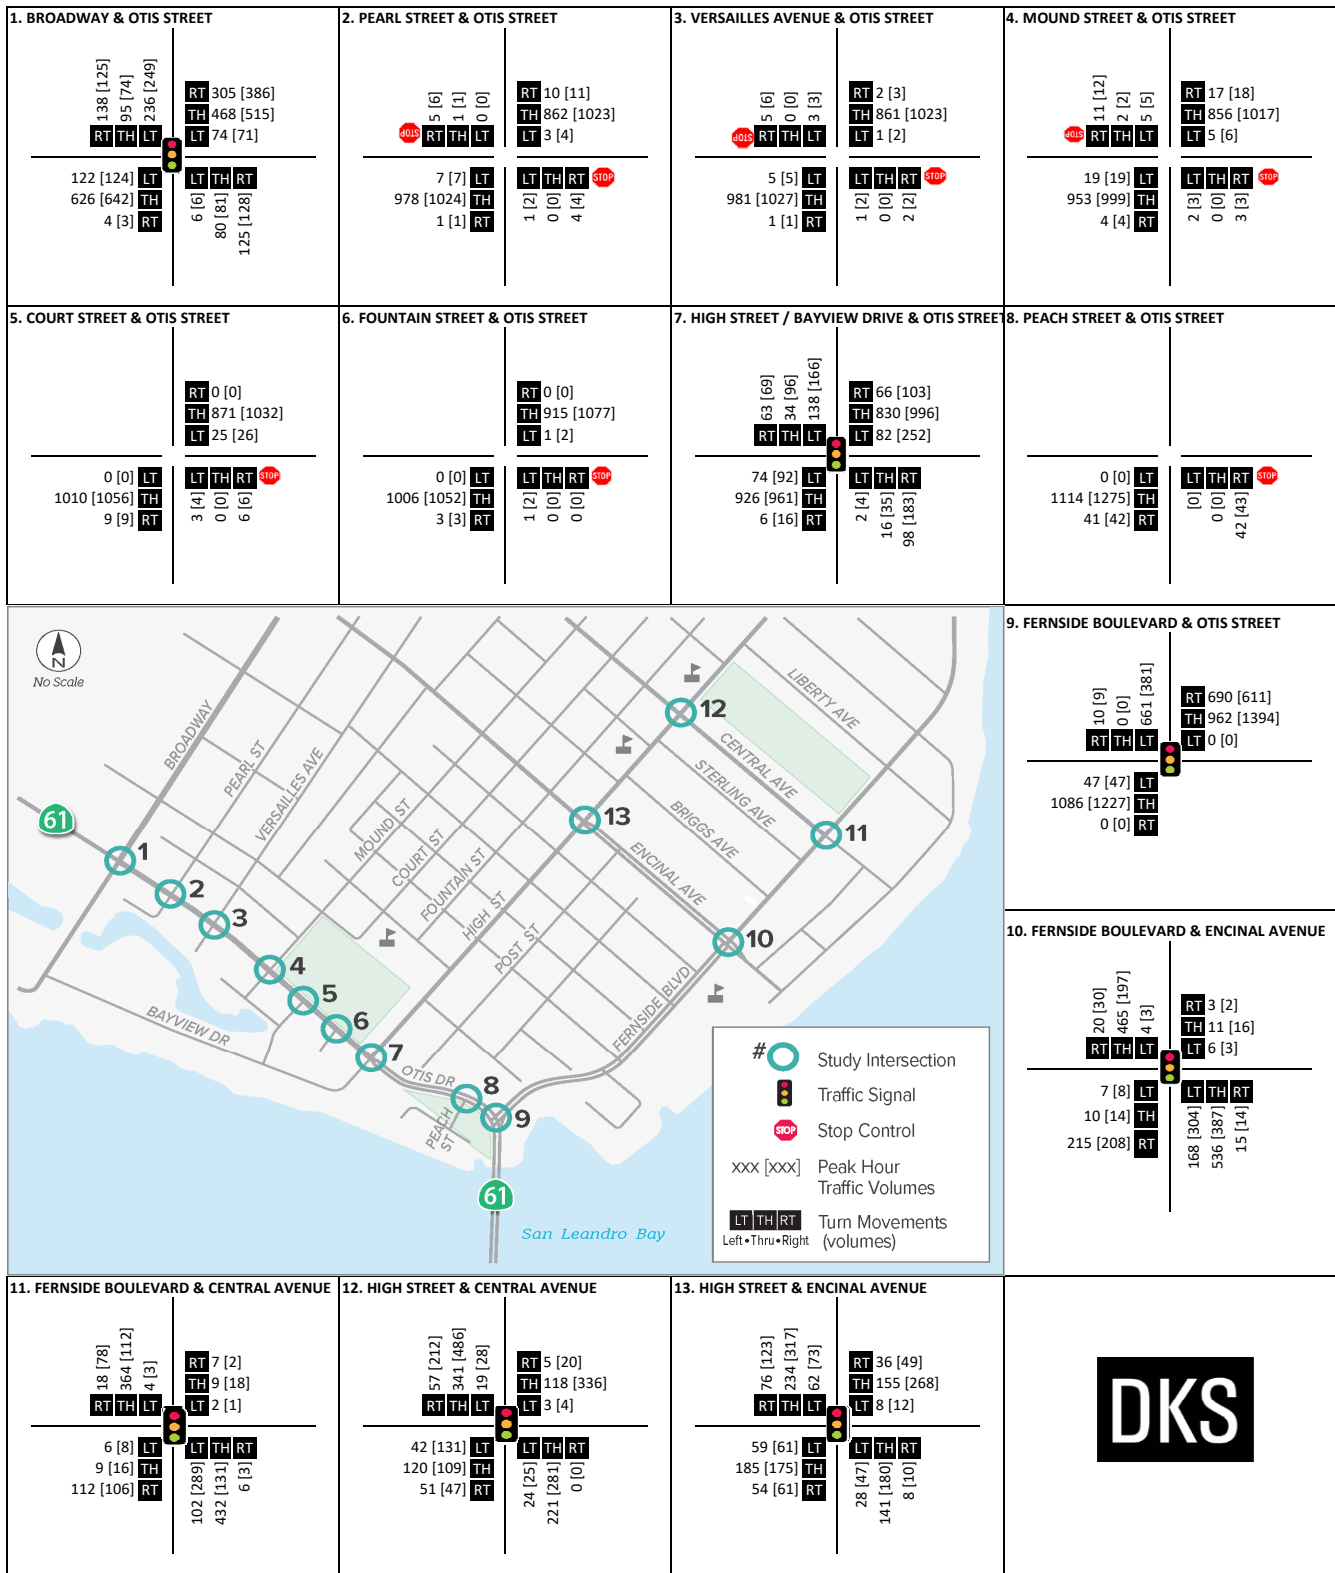 1. BROADWAY & OTIS STREET
138 [125]
95 [74]
236 [249]
RT TH LT
RT 305 [386]
TH 468 [515]
LT 74 [71]
122 [124] LT
626 [642] TH
4 [3] RT
LT TH RT
6 [6]
80 [81]
125 [128]
2. PEARL STREET & OTIS STREET
5 [6]
1 [1]
0 [0]
STOP RT TH LT
RT 10 [11]
TH 862 [1023]
LT 3 [4]
7 [7] LT
978 [1024] TH
1 [1] RT
LT TH RT STOP
1 [2]
0 [0]
4 [4]
3. VERSAILLES AVENUE & OTIS STREET
5 [6]
0 [0]
3 [3]
STOP RT TH LT
RT 2 [3]
TH 861 [1023]
LT 1 [2]
5 [5] LT
981 [1027] TH
1 [1] RT
LT TH RT STOP
1 [2]
0 [0]
2 [2]
4. MOUND STREET & OTIS STREET
11 [12]
2 [2]
5 [5]
STOP RT TH LT
RT 17 [18]
TH 856 [1017]
LT 5 [6]
19 [19] LT
953 [999] TH
4 [4] RT
LT TH RT STOP
2 [3]
0 [0]
3 [3]
5. COURT STREET & OTIS STREET
RT 0 [0]
TH 871 [1032]
LT 25 [26]
0 [0] LT
1010 [1056] TH
9 [9] RT
LT TH RT STOP
3 [4]
0 [0]
6 [6]
6. FOUNTAIN STREET & OTIS STREET
RT 0 [0]
TH 915 [1077]
LT 1 [2]
0 [0] LT
1006 [1052] TH
3 [3] RT
LT TH RT STOP
1 [2]
0 [0]
0 [0]
7. HIGH STREET / BAYVIEW DRIVE & OTIS STREET
63 [69]
34 [96]
138 [166]
RT TH LT
RT 66 [103]
TH 830 [996]
LT 82 [252]
74 [92] LT
926 [961] TH
6 [16] RT
LT TH RT
2 [4]
16 [35]
98 [183]
8. PEACH STREET & OTIS STREET
0 [0] LT
1114 [1275] TH
41 [42] RT
LT TH RT STOP
[0]
0 [0]
42 [43]
No Scale
N
BROADWAY
PEARL ST
VERSAILLES AVE
MOUND ST
COURT ST
FOUNTAIN ST
HIGH ST
POST ST
BRIGGS AVE
STERLING AVE
CENTRAL AVE
LIBERTY AVE
ENCINAL AVE
FERNSIDE BLVD
BAYVIEW DR
OTIS DR
PEACH ST
61
61
1
2
3
4
5
6
7
8
9
10
11
12
13
San Leandro Bay
# Study Intersection
Traffic Signal
STOP Stop Control
xxx [xxx] Peak Hour
Traffic Volumes
LT TH RT Turn Movements
Left•Thru•Right (volumes)
9. FERNSIDE BOULEVARD & OTIS STREET
10 [9]
0 [0]
661 [381]
RT TH LT
RT 690 [611]
TH 962 [1394]
LT 0 [0]
47 [47] LT
1086 [1227] TH
0 [0] RT
10. FERNSIDE BOULEVARD & ENCINAL AVENUE
20 [30]
465 [197]
4 [3]
RT TH LT
RT 3 [2]
TH 11 [16]
LT 6 [3]
7 [8] LT
10 [14] TH
215 [208] RT
LT TH RT
168 [304]
536 [387]
15 [14]
11. FERNSIDE BOULEVARD & CENTRAL AVENUE
18 [78]
364 [112]
4 [3]
RT TH LT
RT 7 [2]
TH 9 [18]
LT 2 [1]
6 [8] LT
9 [16] TH
112 [106] RT
LT TH RT
102 [289]
432 [131]
6 [3]
12. HIGH STREET & CENTRAL AVENUE
57 [212]
341 [486]
19 [28]
RT TH LT
RT 5 [20]
TH 118 [336]
LT 3 [4]
42 [131] LT
120 [109] TH
51 [47] RT
LT TH RT
24 [25]
221 [281]
0 [0]
13. HIGH STREET & ENCINAL AVENUE
76 [123]
234 [317]
62 [73]
RT TH LT
RT 36 [49]
TH 155 [268]
LT 8 [12]
59 [61] LT
185 [175] TH
54 [61] RT
LT TH RT
28 [47]
141 [180]
8 [10]
DKS